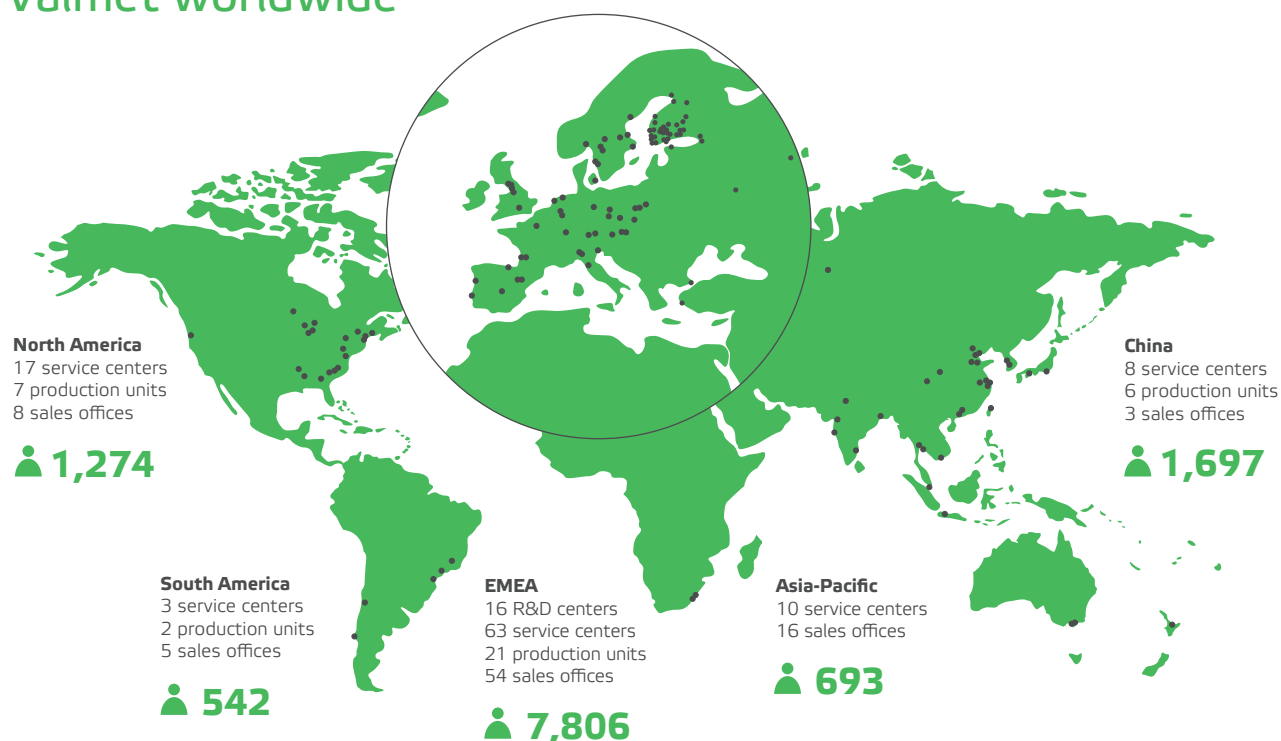 Valmet worldwide
North America
17 service centers
7 production units
8 sales offices
1,274
South America
3 service centers
2 production units
5 sales offices
542
EMEA
16 R&D centers
63 service centers
21 production units
54 sales offices
7,806
Asia-Pacific
10 service centers
16 sales offices
693
China
8 service centers
6 production units
3 sales offices
1,697